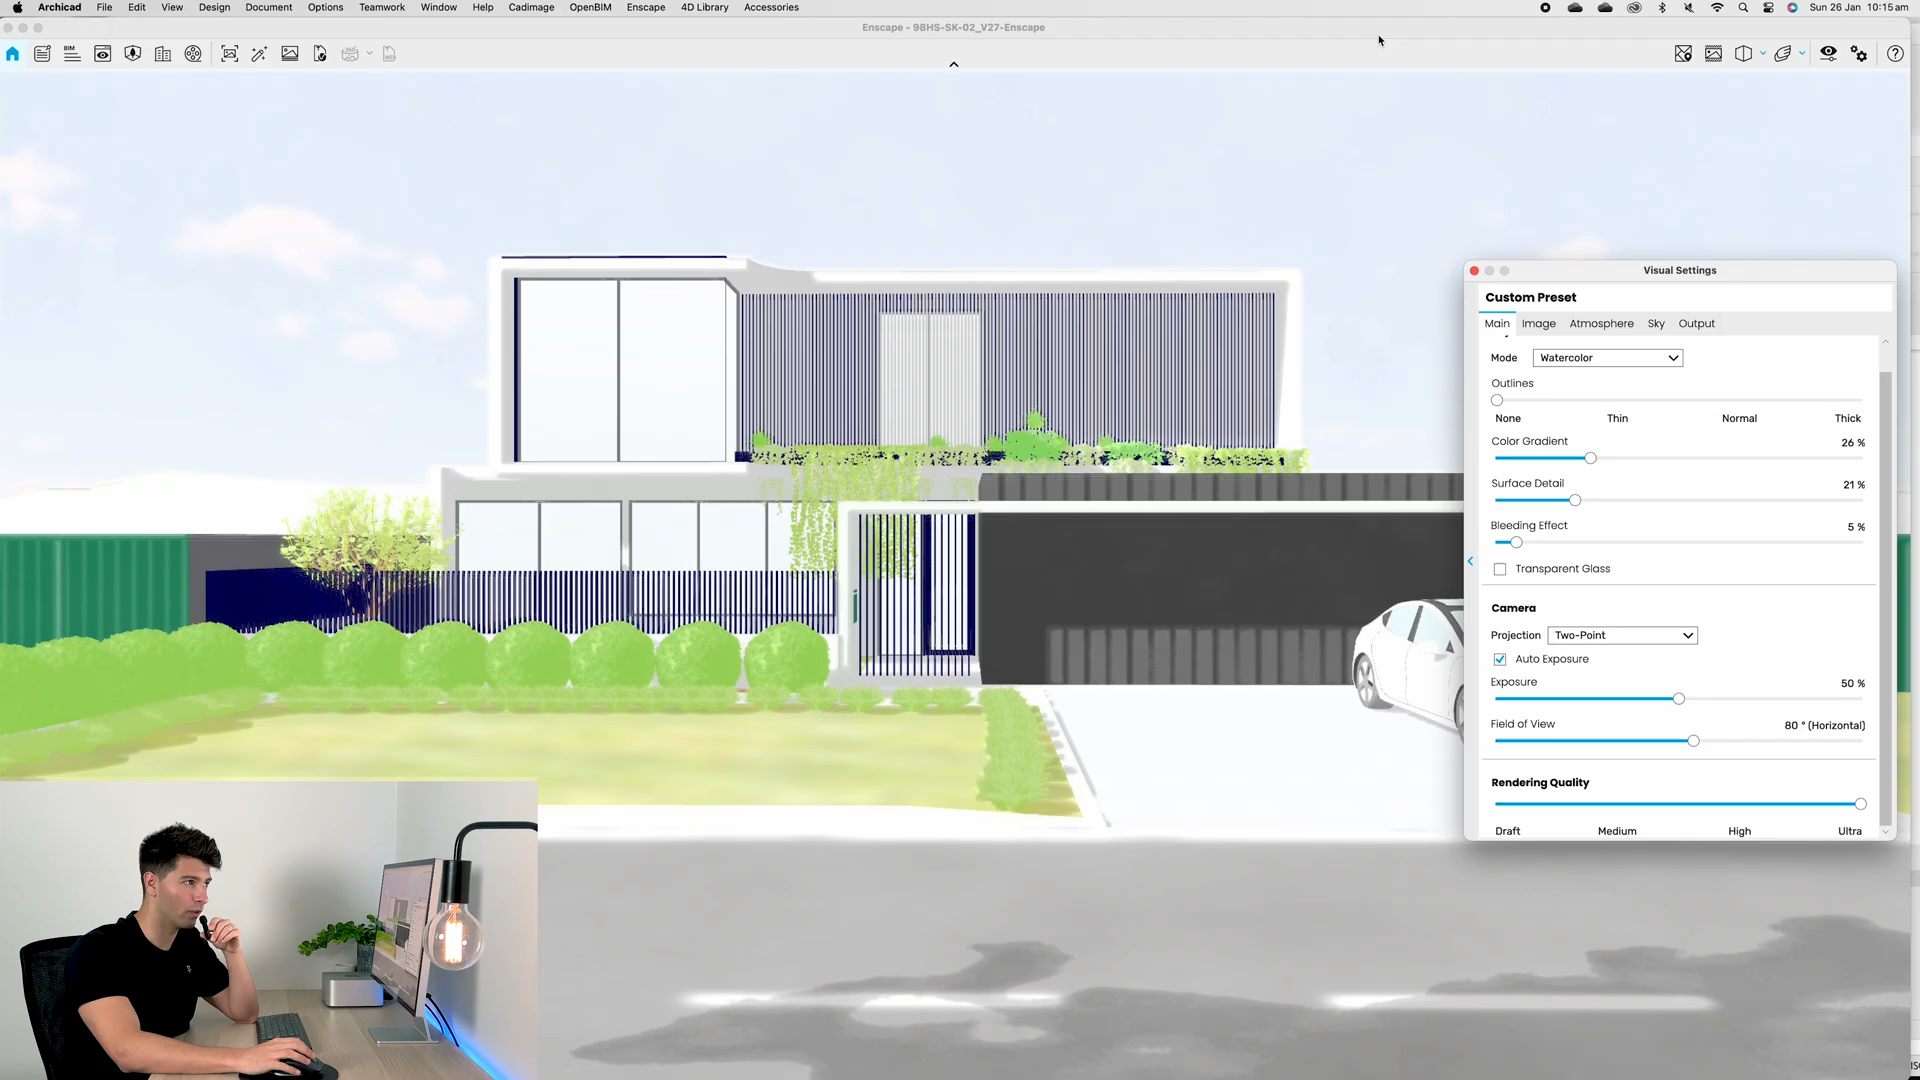 Archicad File Edit View Design Document Options Teamwork Window Help Cadimage OpenBIM Enscape 4D Library Accessories Sun 26 Jan 10:15 am
Enscape - 98HS-SK-02_V27-Enscape
BIM
Visual Settings
Custom Preset
Main Image Atmosphere Sky Output
Mode Watercolor
Outlines
None Thin Normal Thick
Color Gradient 26 %
Surface Detail 21 %
Bleeding Effect 5 %
Transparent Glass
Camera
Projection Two-Point
Auto Exposure
Exposure 50 %
Field of View 80 ° (Horizontal)
Rendering Quality
Draft Medium High Ultra